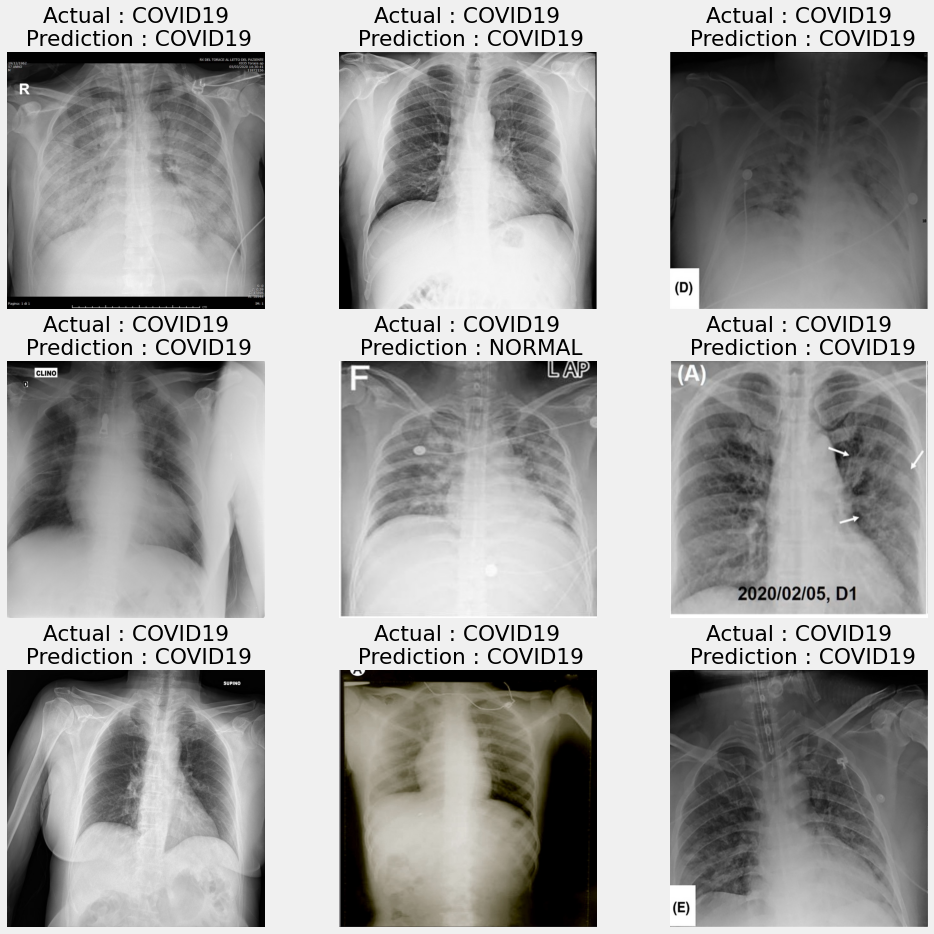 Actual : COVID19
Prediction : COVID19
Actual : COVID19
Prediction : COVID19
Actual : COVID19
Prediction : COVID19
R
(D)
Actual : COVID19
Prediction : COVID19
Actual : COVID19
Prediction : NORMAL
Actual : COVID19
Prediction : COVID19
CLINO
F
L AP
(A)
2020/02/05, D1
Actual : COVID19
Prediction : COVID19
Actual : COVID19
Prediction : COVID19
Actual : COVID19
Prediction : COVID19
SUPINO
(E)